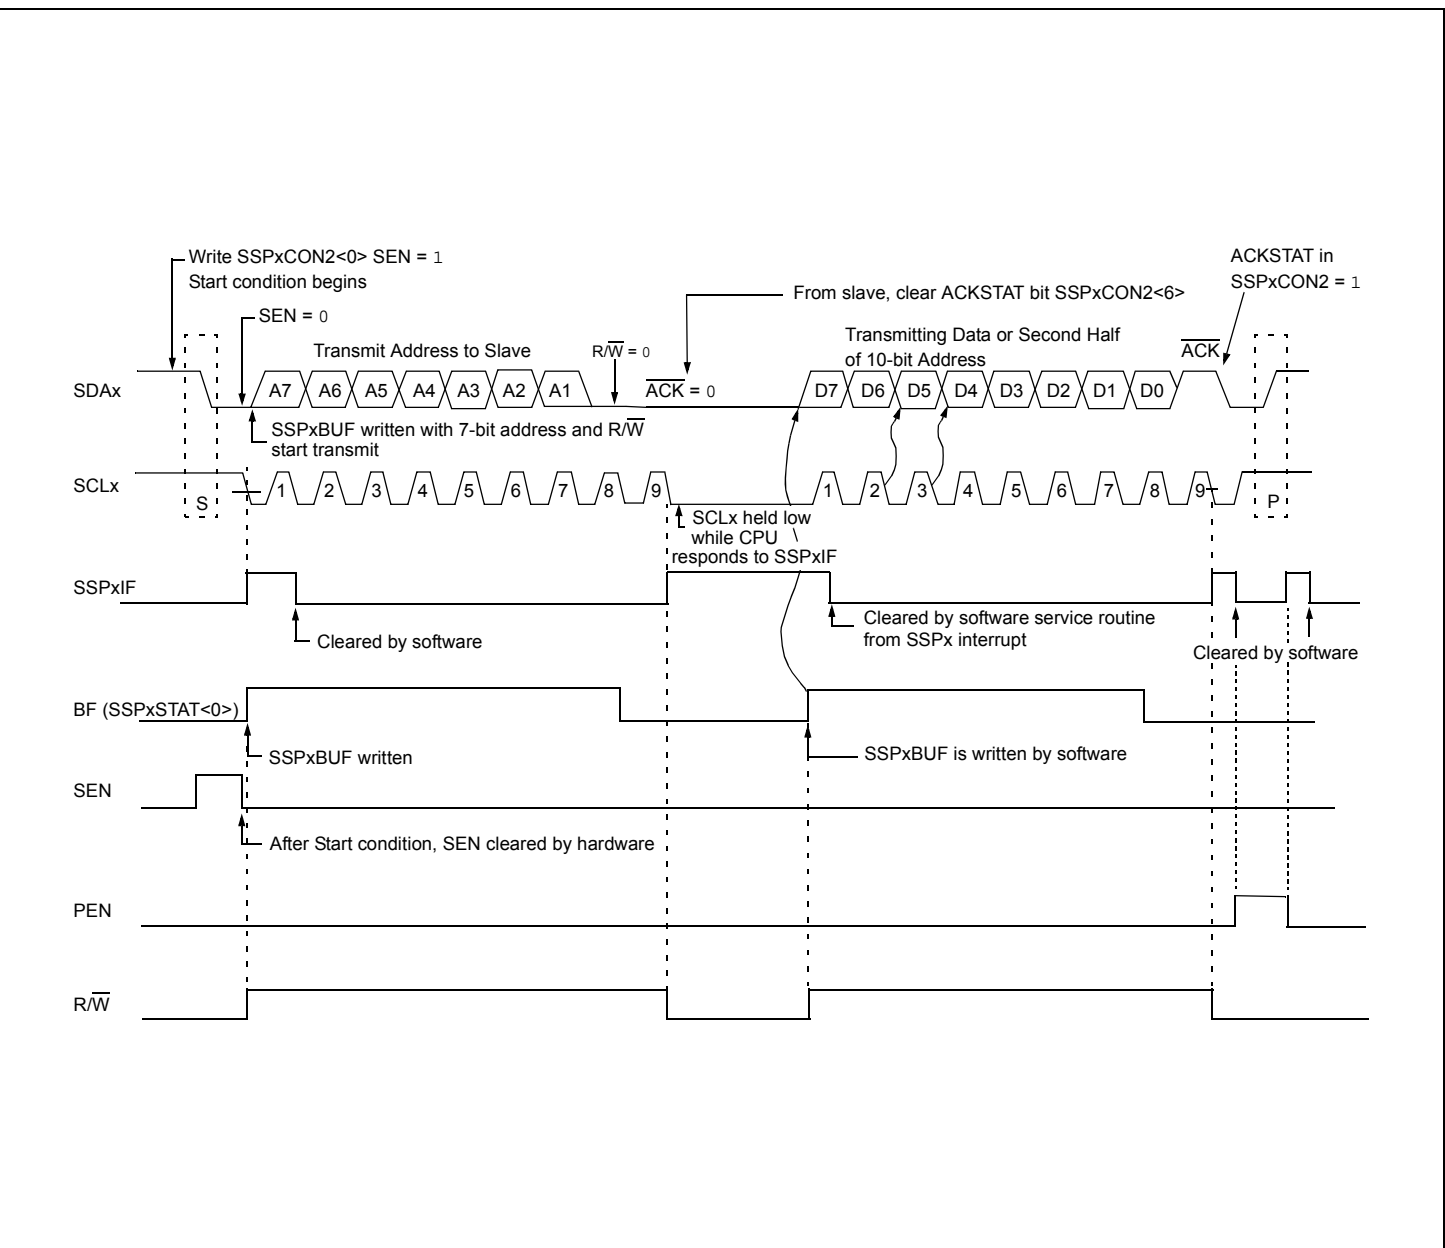 Write SSPxCON2<0> SEN = 1
Start condition begins
ACKSTAT in
SSPxCON2 = 1
From slave, clear ACKSTAT bit SSPxCON2<6>
SEN = 0
Transmit Address to Slave
R/W̅ = 0
Transmitting Data or Second Half
of 10-bit Address
A̅C̅K̅
SDAx
A7 A6 A5 A4 A3 A2 A1
A̅C̅K̅ = 0
D7 D6 D5 D4 D3 D2 D1 D0
SSPxBUF written with 7-bit address and R/W̅
start transmit
SCLx
S
1 2 3 4 5 6 7 8 9
1 2 3 4 5 6 7 8 9
P
SCLx held low
while CPU
responds to SSPxIF
SSPxIF
Cleared by software
Cleared by software service routine
from SSPx interrupt
Cleared by software
BF (SSPxSTAT<0>)
SSPxBUF written
SSPxBUF is written by software
SEN
After Start condition, SEN cleared by hardware
PEN
R/W̅